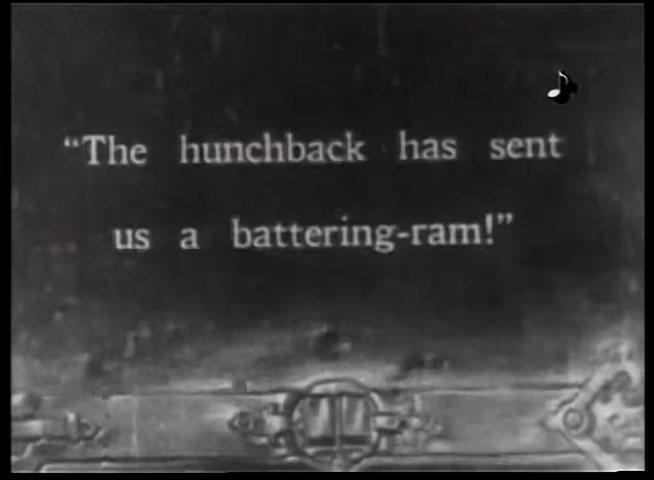 “The hunchback has sent
us a battering-ram!”